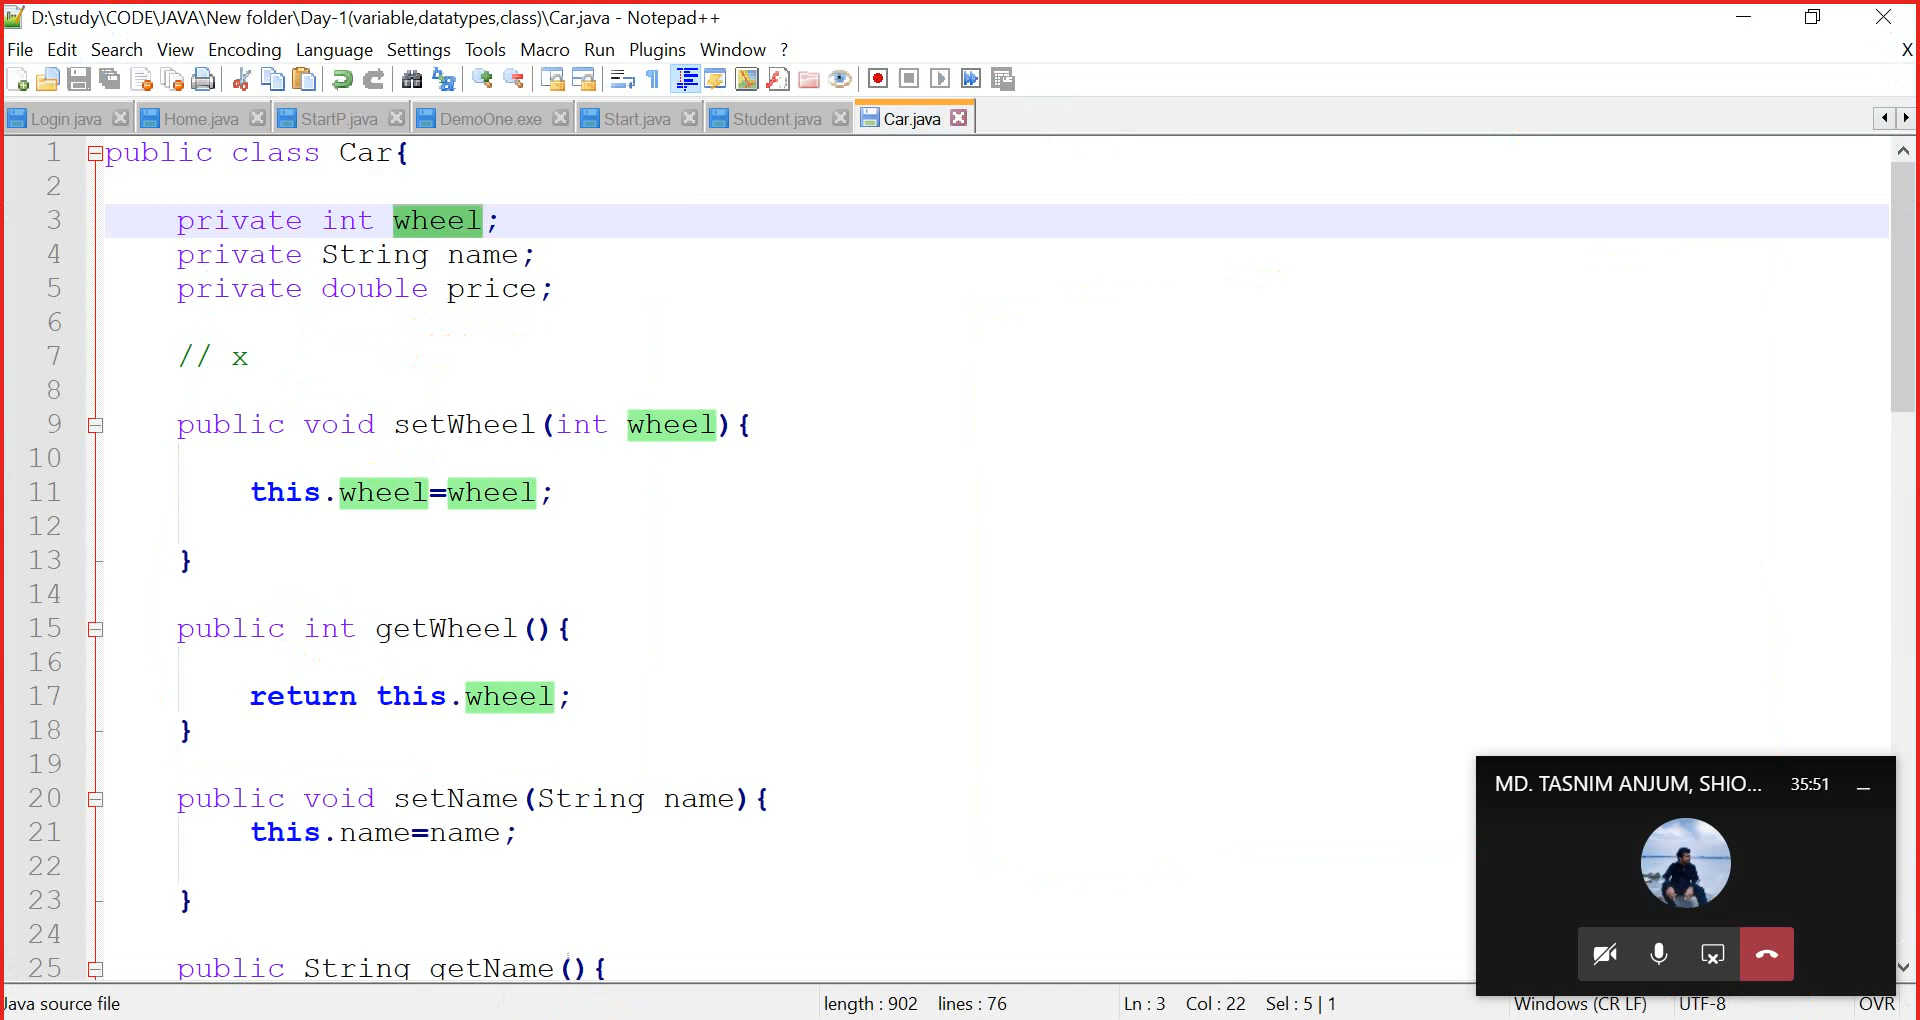 D:\study\CODE\JAVA\New folder\Day-1(variable,datatypes,class)\Car.java - Notepad++
File Edit Search View Encoding Language Settings Tools Macro Run Plugins Window ? X
Login.java Home.java StartP.java DemoOne.exe Start.java Student.java Car.java
1 public class Car{
2
3 private int wheel;
4 private String name;
5 private double price;
6
7 // x
8
9 public void setWheel(int wheel){
10
11 this.wheel=wheel;
12
13 }
14
15 public int getWheel(){
16
17 return this.wheel;
18 }
19
20 public void setName(String name){
21 this.name=name;
22
23 }
24
25 public String getName(){
MD. TASNIM ANJUM, SHIO... 35:51
Java source file length : 902 lines : 76 Ln : 3 Col : 22 Sel : 5 | 1 Windows (CR LF) UTF-8 OVR